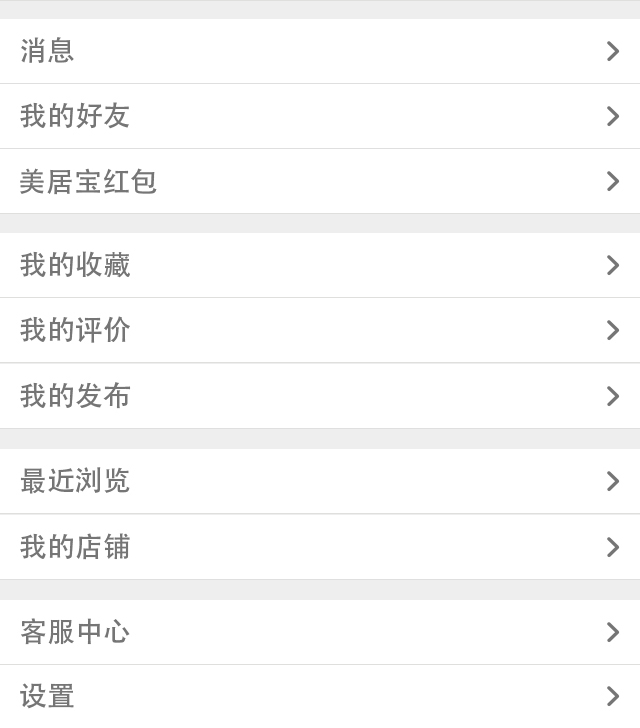 消息
我的好友
美居宝红包
我的收藏
我的评价
我的发布
最近浏览
我的店铺
客服中心
设置